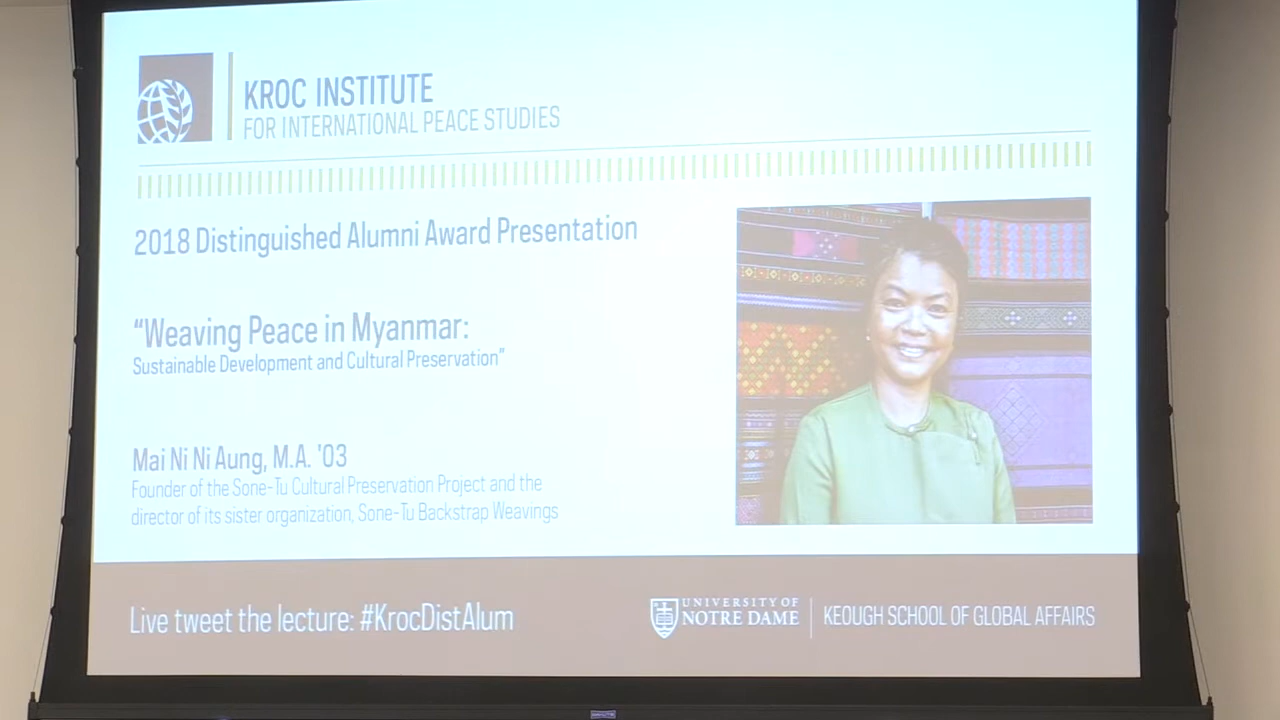 KROC INSTITUTE
FOR INTERNATIONAL PEACE STUDIES
2018 Distinguished Alumni Award Presentation
“Weaving Peace in Myanmar:
Sustainable Development and Cultural Preservation”
Mai Ni Ni Aung, M.A. ’03
Founder of the Sone-Tu Cultural Preservation Project and the
director of its sister organization, Sone-Tu Backstrap Weavings
Live tweet the lecture: #KrocDistAlum
UNIVERSITY OF
NOTRE DAME
KEOUGH SCHOOL OF GLOBAL AFFAIRS